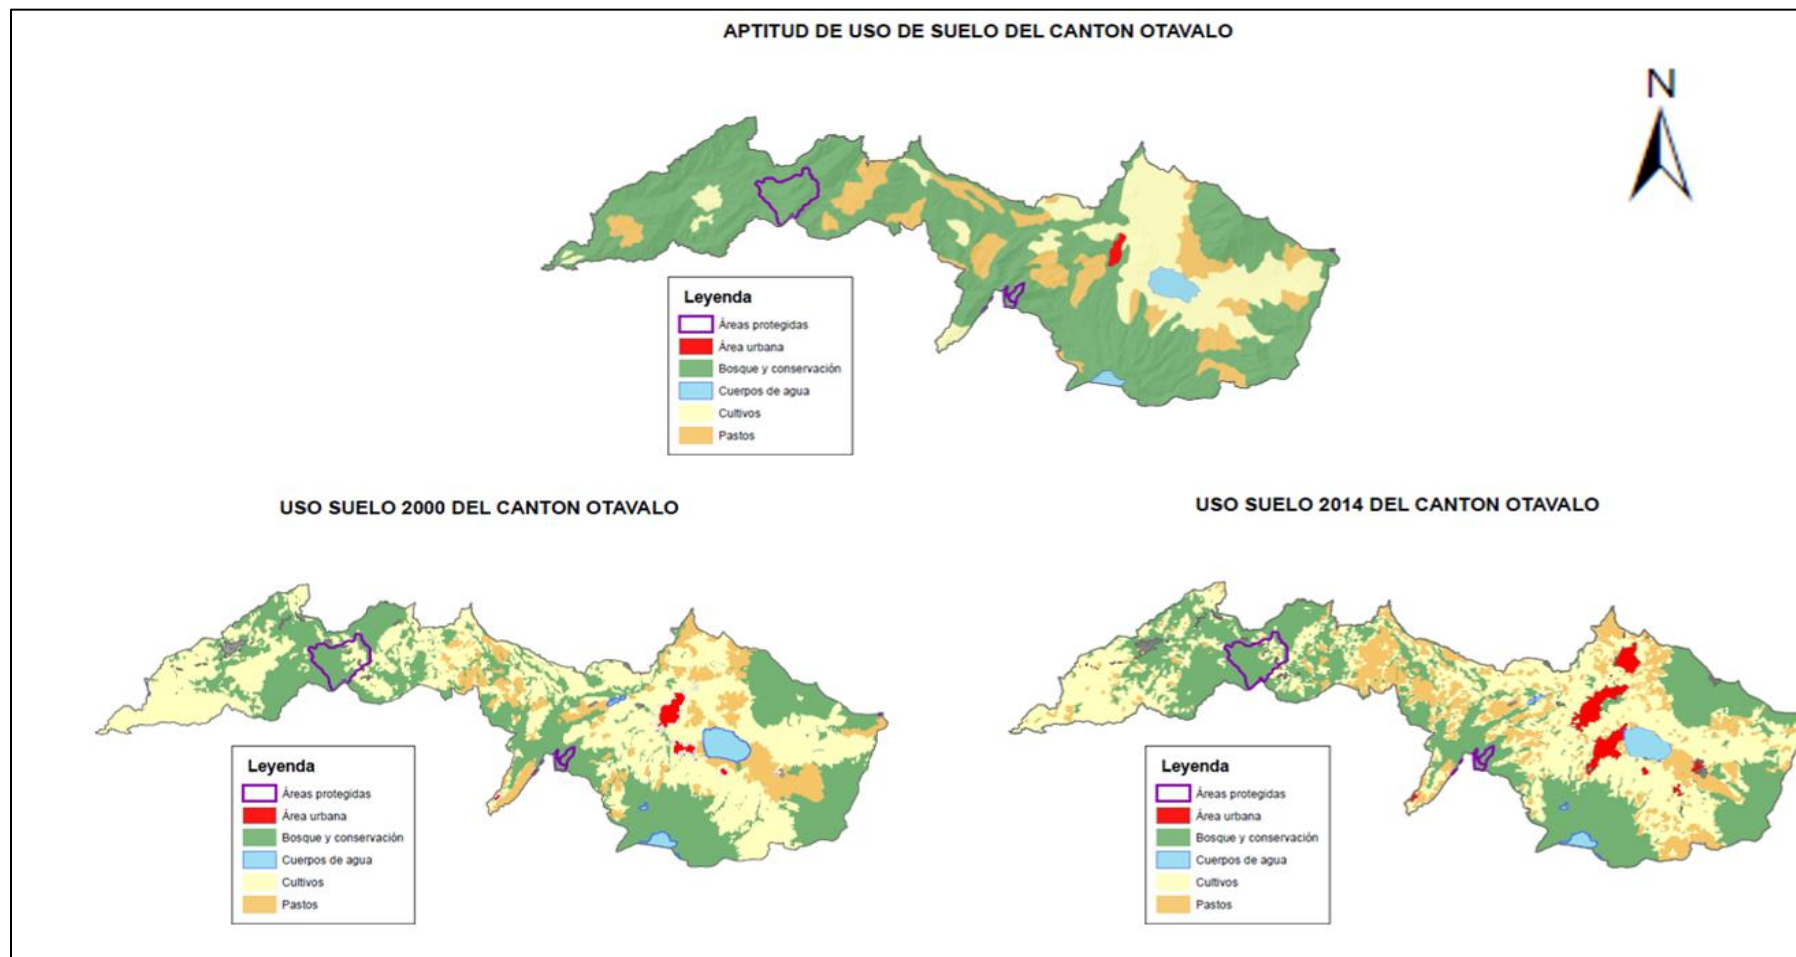 APTITUD DE USO DE SUELO DEL CANTON OTAVALO
N
Leyenda
Áreas protegidas
Área urbana
Bosque y conservación
Cuerpos de agua
Cultivos
Pastos
USO SUELO 2000 DEL CANTON OTAVALO
Leyenda
Áreas protegidas
Área urbana
Bosque y conservación
Cuerpos de agua
Cultivos
Pastos
USO SUELO 2014 DEL CANTON OTAVALO
Leyenda
Áreas protegidas
Área urbana
Bosque y conservación
Cuerpos de agua
Cultivos
Pastos